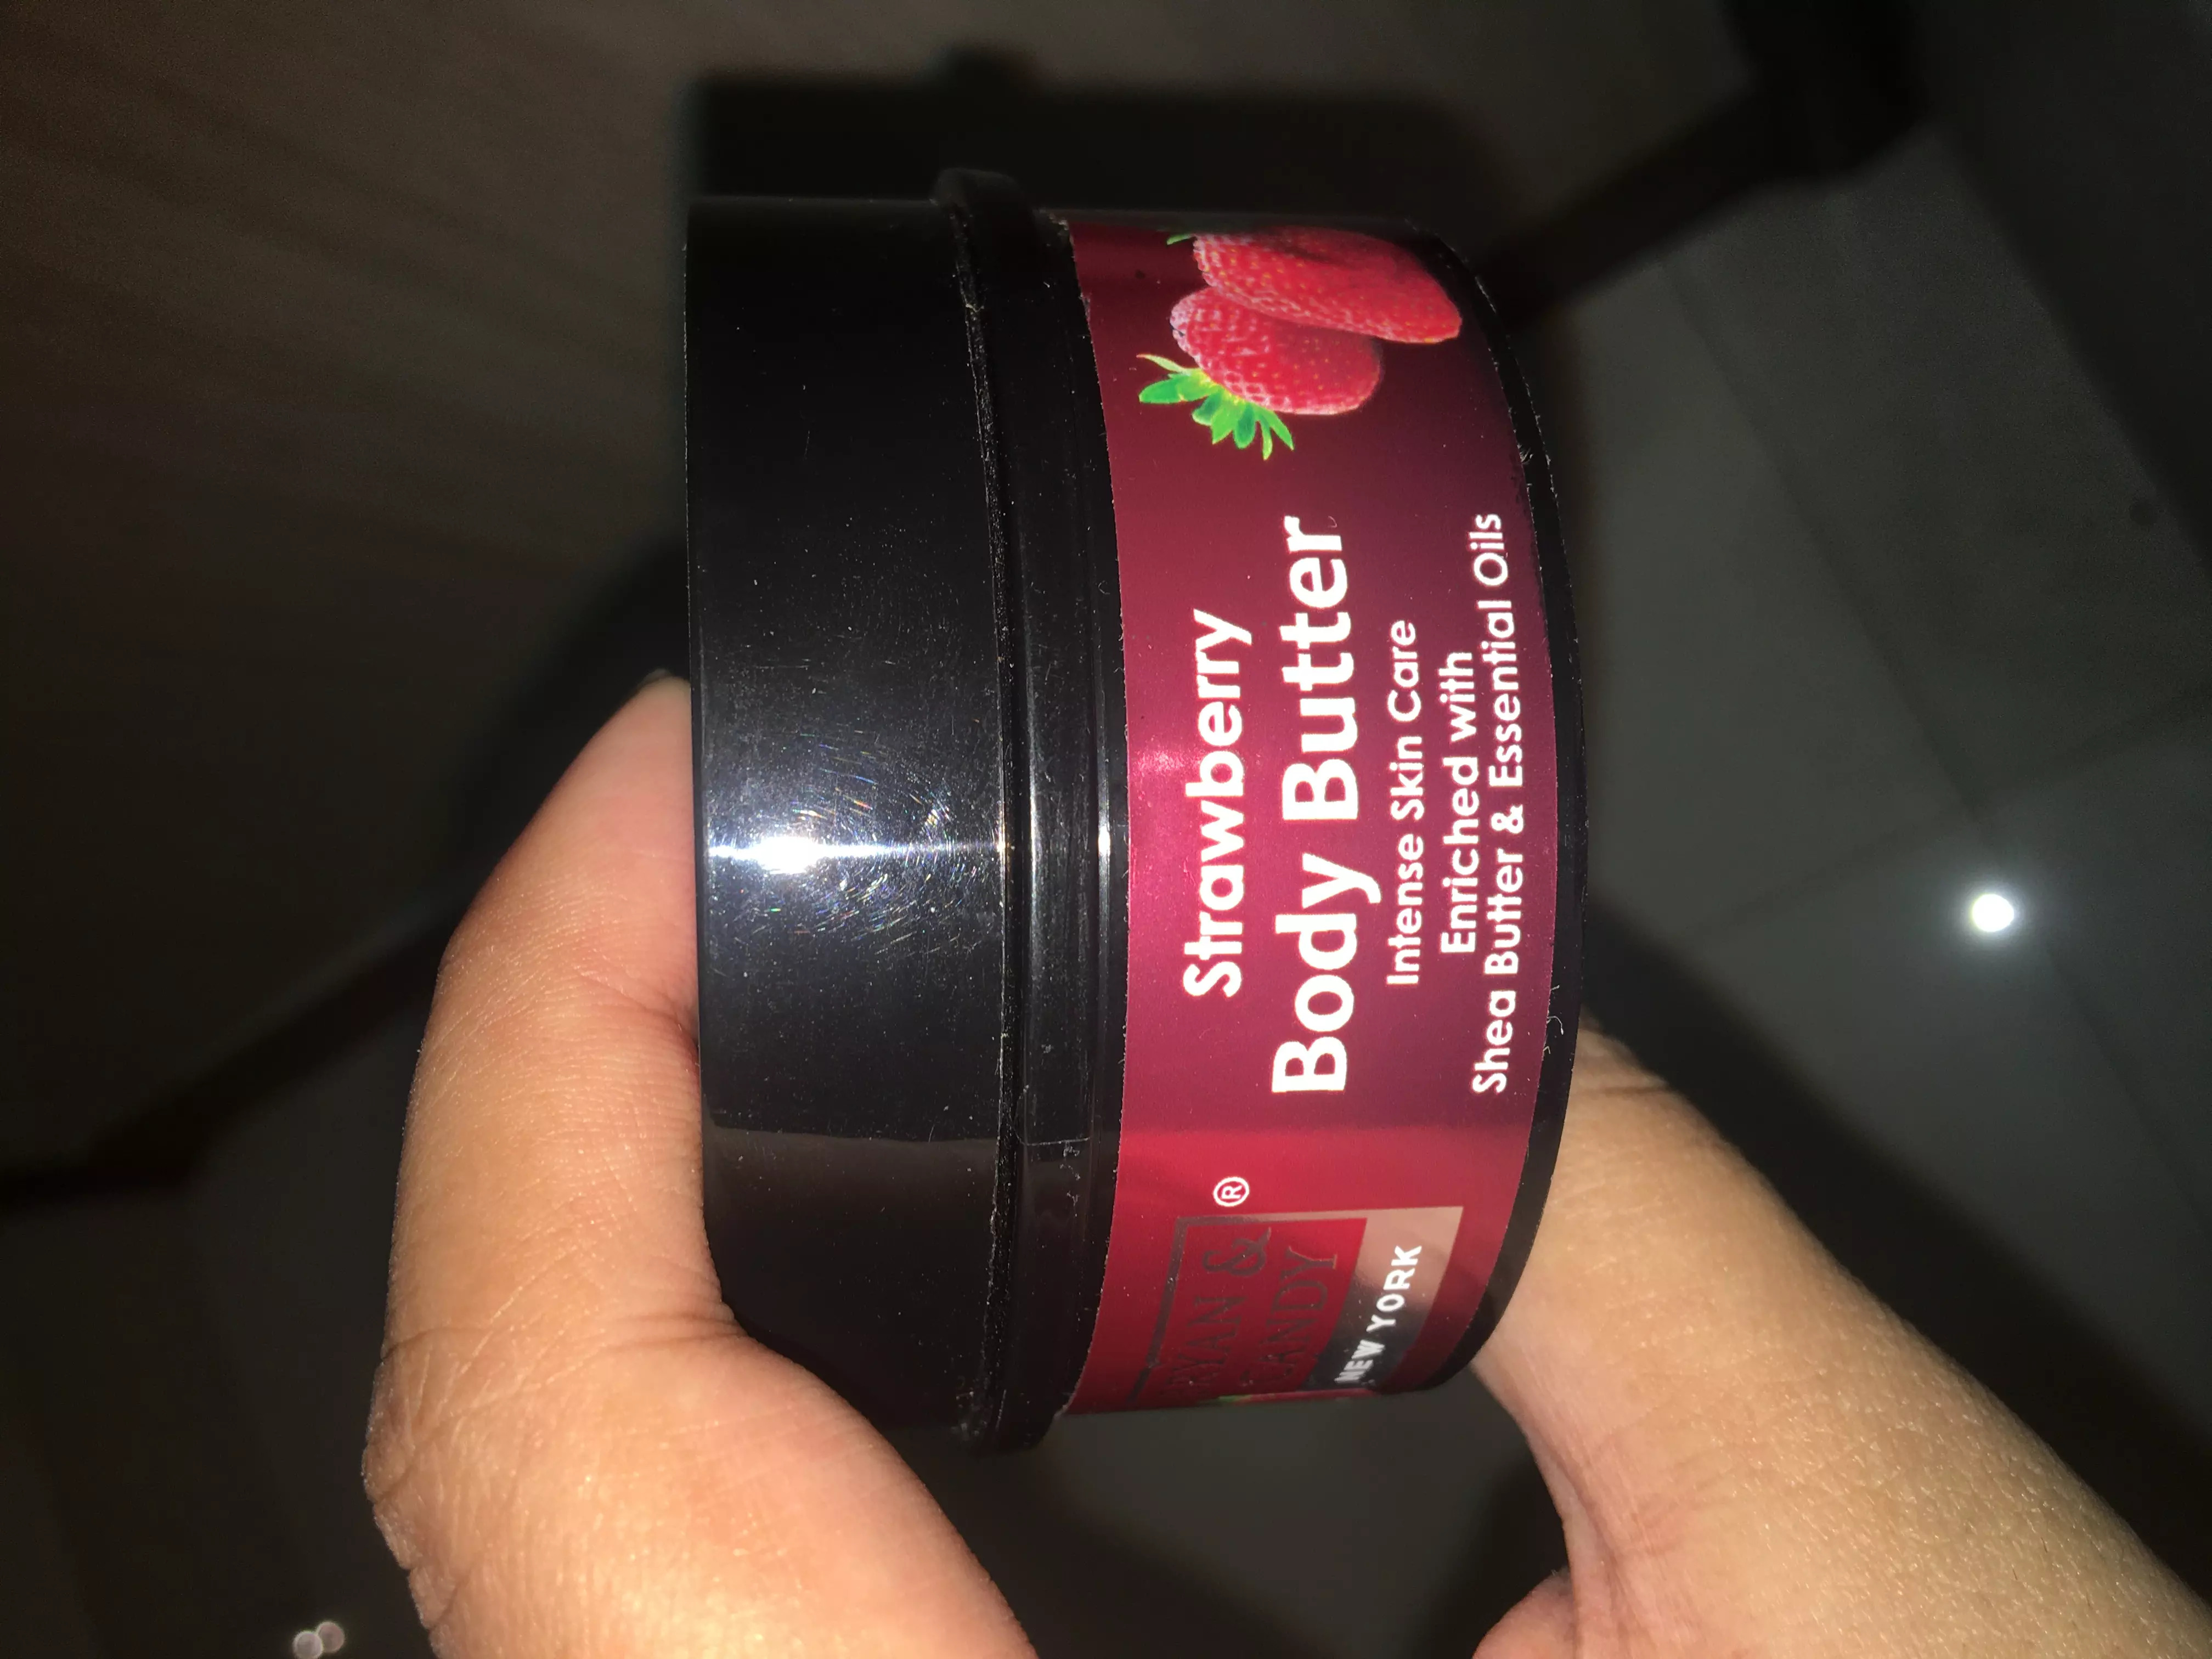 Strawberry
Body Butter
Intense Skin Care
Enriched with
Shea Butter & Essential Oils
®
&
NEW YORK